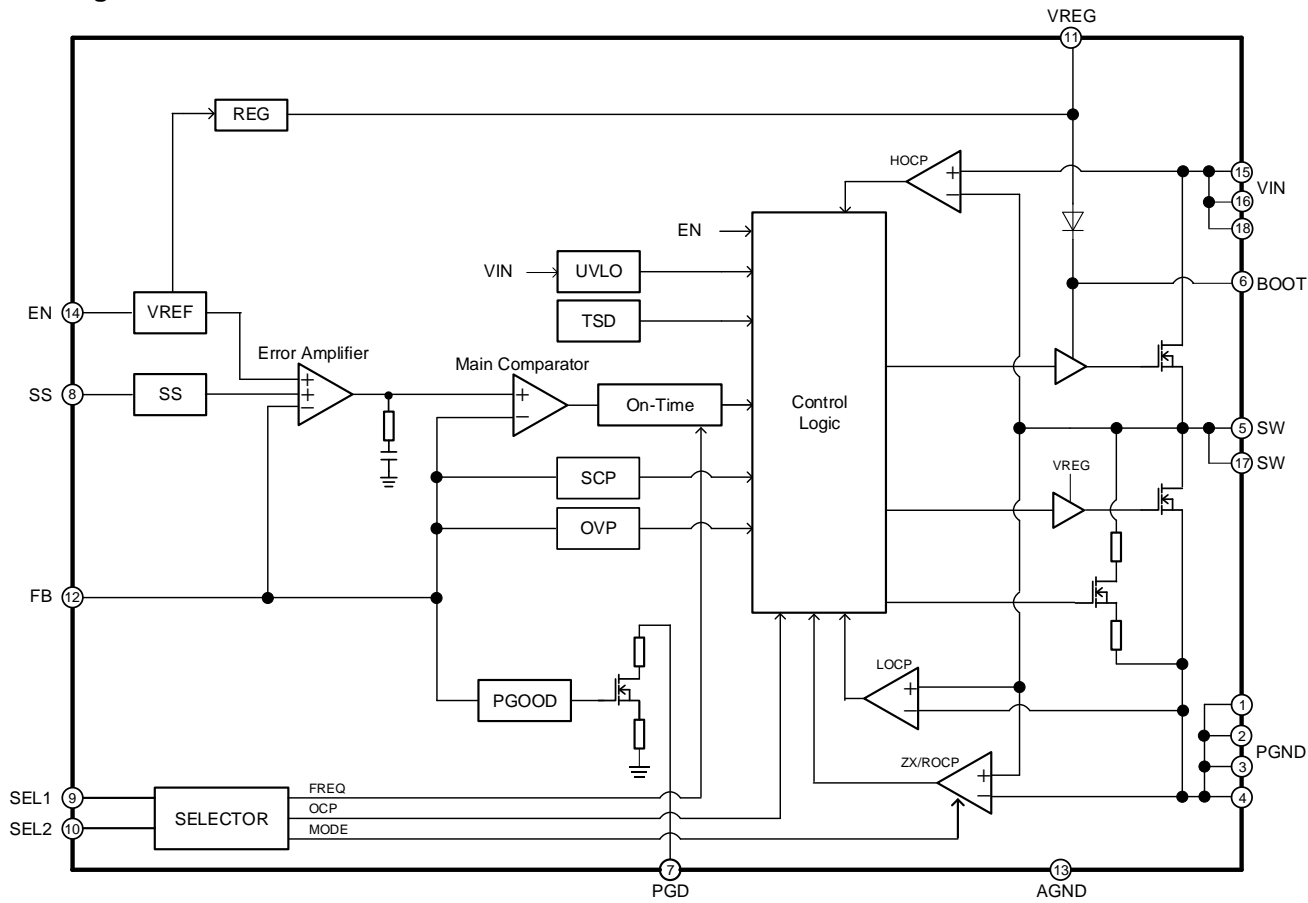 VREG
11
REG
HOCP
+
−
15
VIN
16
18
EN
VIN
UVLO
6
BOOT
EN
14
VREF
TSD
Error Amplifier
Main Comparator
SS
8
SS
+
+
−
+
−
On-Time
Control
Logic
5
SW
17
SW
VREG
SCP
OVP
FB
12
LOCP
+
−
PGOOD
1
2
PGND
3
4
ZX/ROCP
+
−
SEL1
9
SEL2
10
SELECTOR
FREQ
OCP
MODE
7
PGD
13
AGND